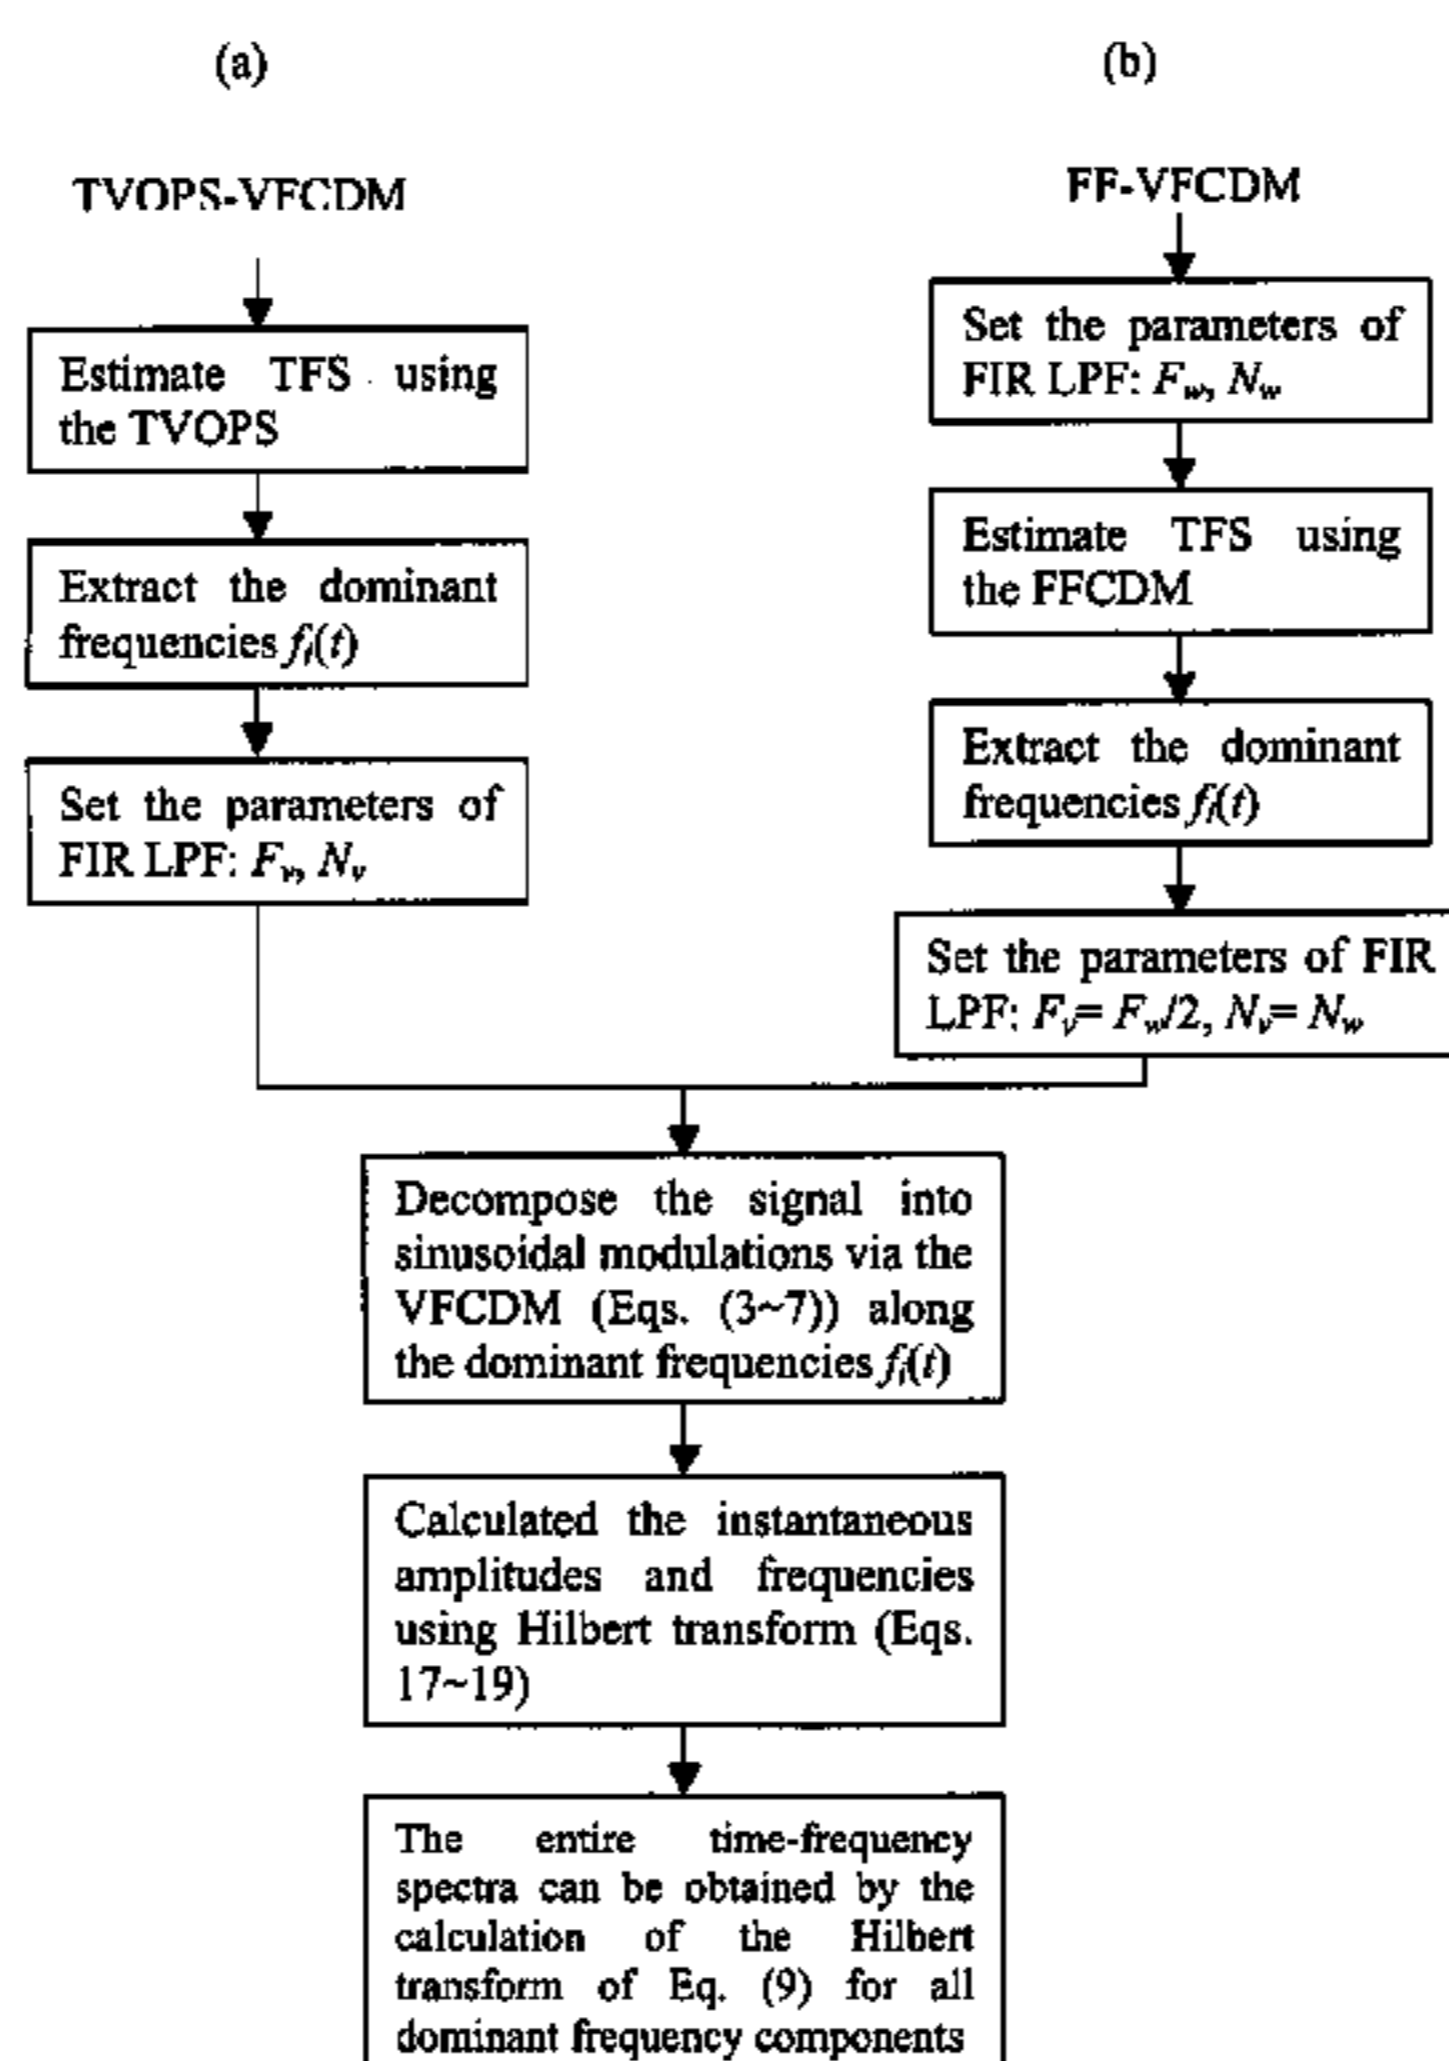 (a)
TVOPS-VFCDM
Estimate TFS using
the TVOPS
Extract the dominant
frequencies fᵢ(t)
Set the parameters of
FIR LPF: Fᵥ, Nᵥ
(b)
FF-VFCDM
Set the parameters of
FIR LPF: F_w, N_w
Estimate TFS using
the FFCDM
Extract the dominant
frequencies fᵢ(t)
Set the parameters of FIR
LPF: Fᵥ= F_w/2, Nᵥ= N_w
Decompose the signal into
sinusoidal modulations via the
VFCDM (Eqs. (3~7)) along
the dominant frequencies fᵢ(t)
Calculated the instantaneous
amplitudes and frequencies
using Hilbert transform (Eqs.
17~19)
The entire time-frequency
spectra can be obtained by the
calculation of the Hilbert
transform of Eq. (9) for all
dominant frequency components